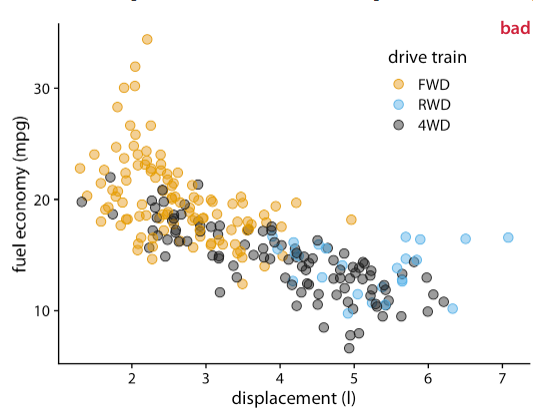 bad
drive train
FWD
RWD
4WD
fuel economy (mpg)
30
20
10
2 3 4 5 6 7
displacement (l)